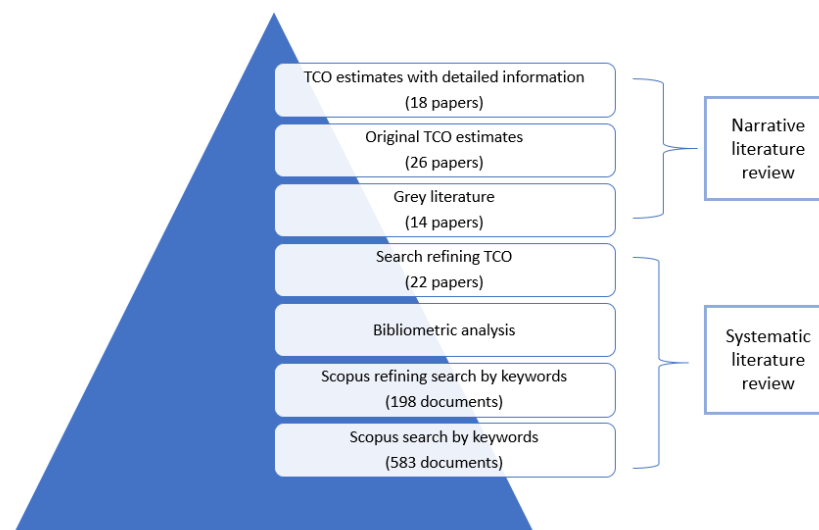 TCO estimates with detailed information
(18 papers)
Original TCO estimates
(26 papers)
Grey literature
(14 papers)
Narrative
literature
review
Search refining TCO
(22 papers)
Bibliometric analysis
Scopus refining search by keywords
(198 documents)
Scopus search by keywords
(583 documents)
Systematic
literature
review